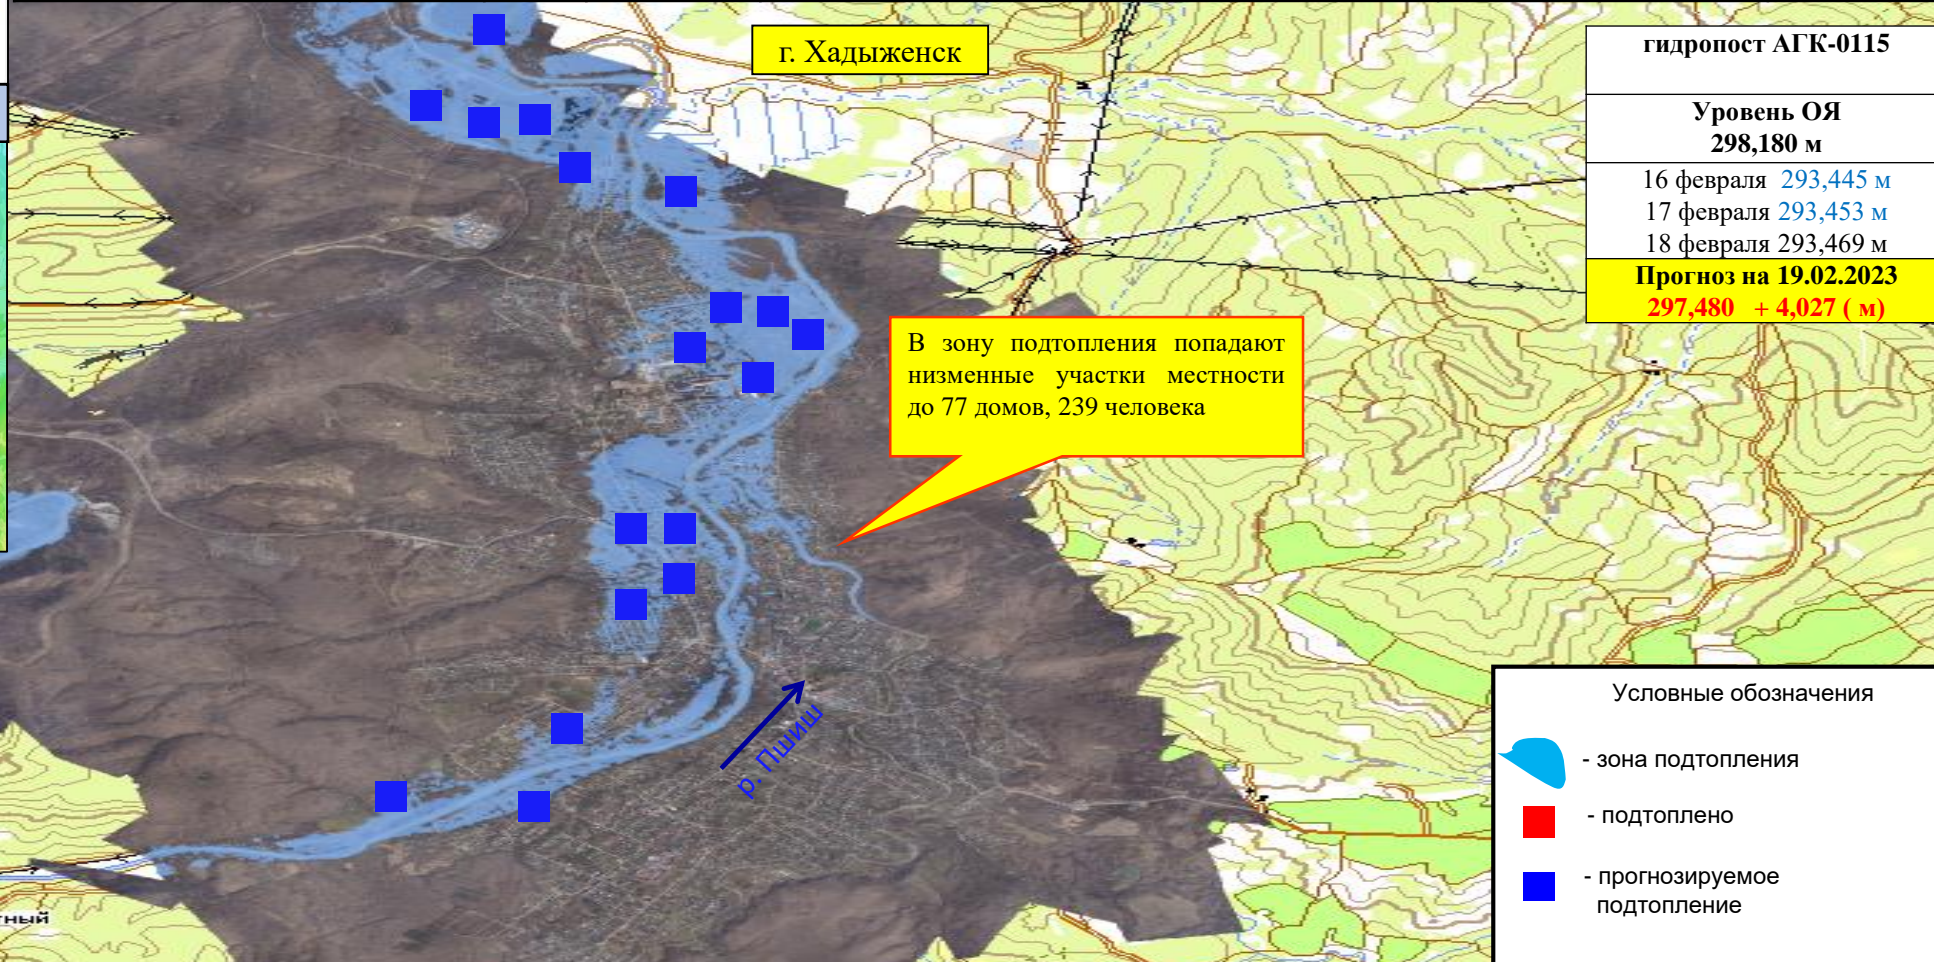 г. Хадыженск
гидропост АГК-0115
Уровень ОЯ
298,180 м
16 февраля 293,445 м
17 февраля 293,453 м
18 февраля 293,469 м
Прогноз на 19.02.2023
297,480 + 4,027 ( м)
В зону подтопления попадают
низменные участки местности
до 77 домов, 239 человека
р. Пшиш
Условные обозначения
- зона подтопления
- подтоплено
- прогнозируемое
подтопление
тный